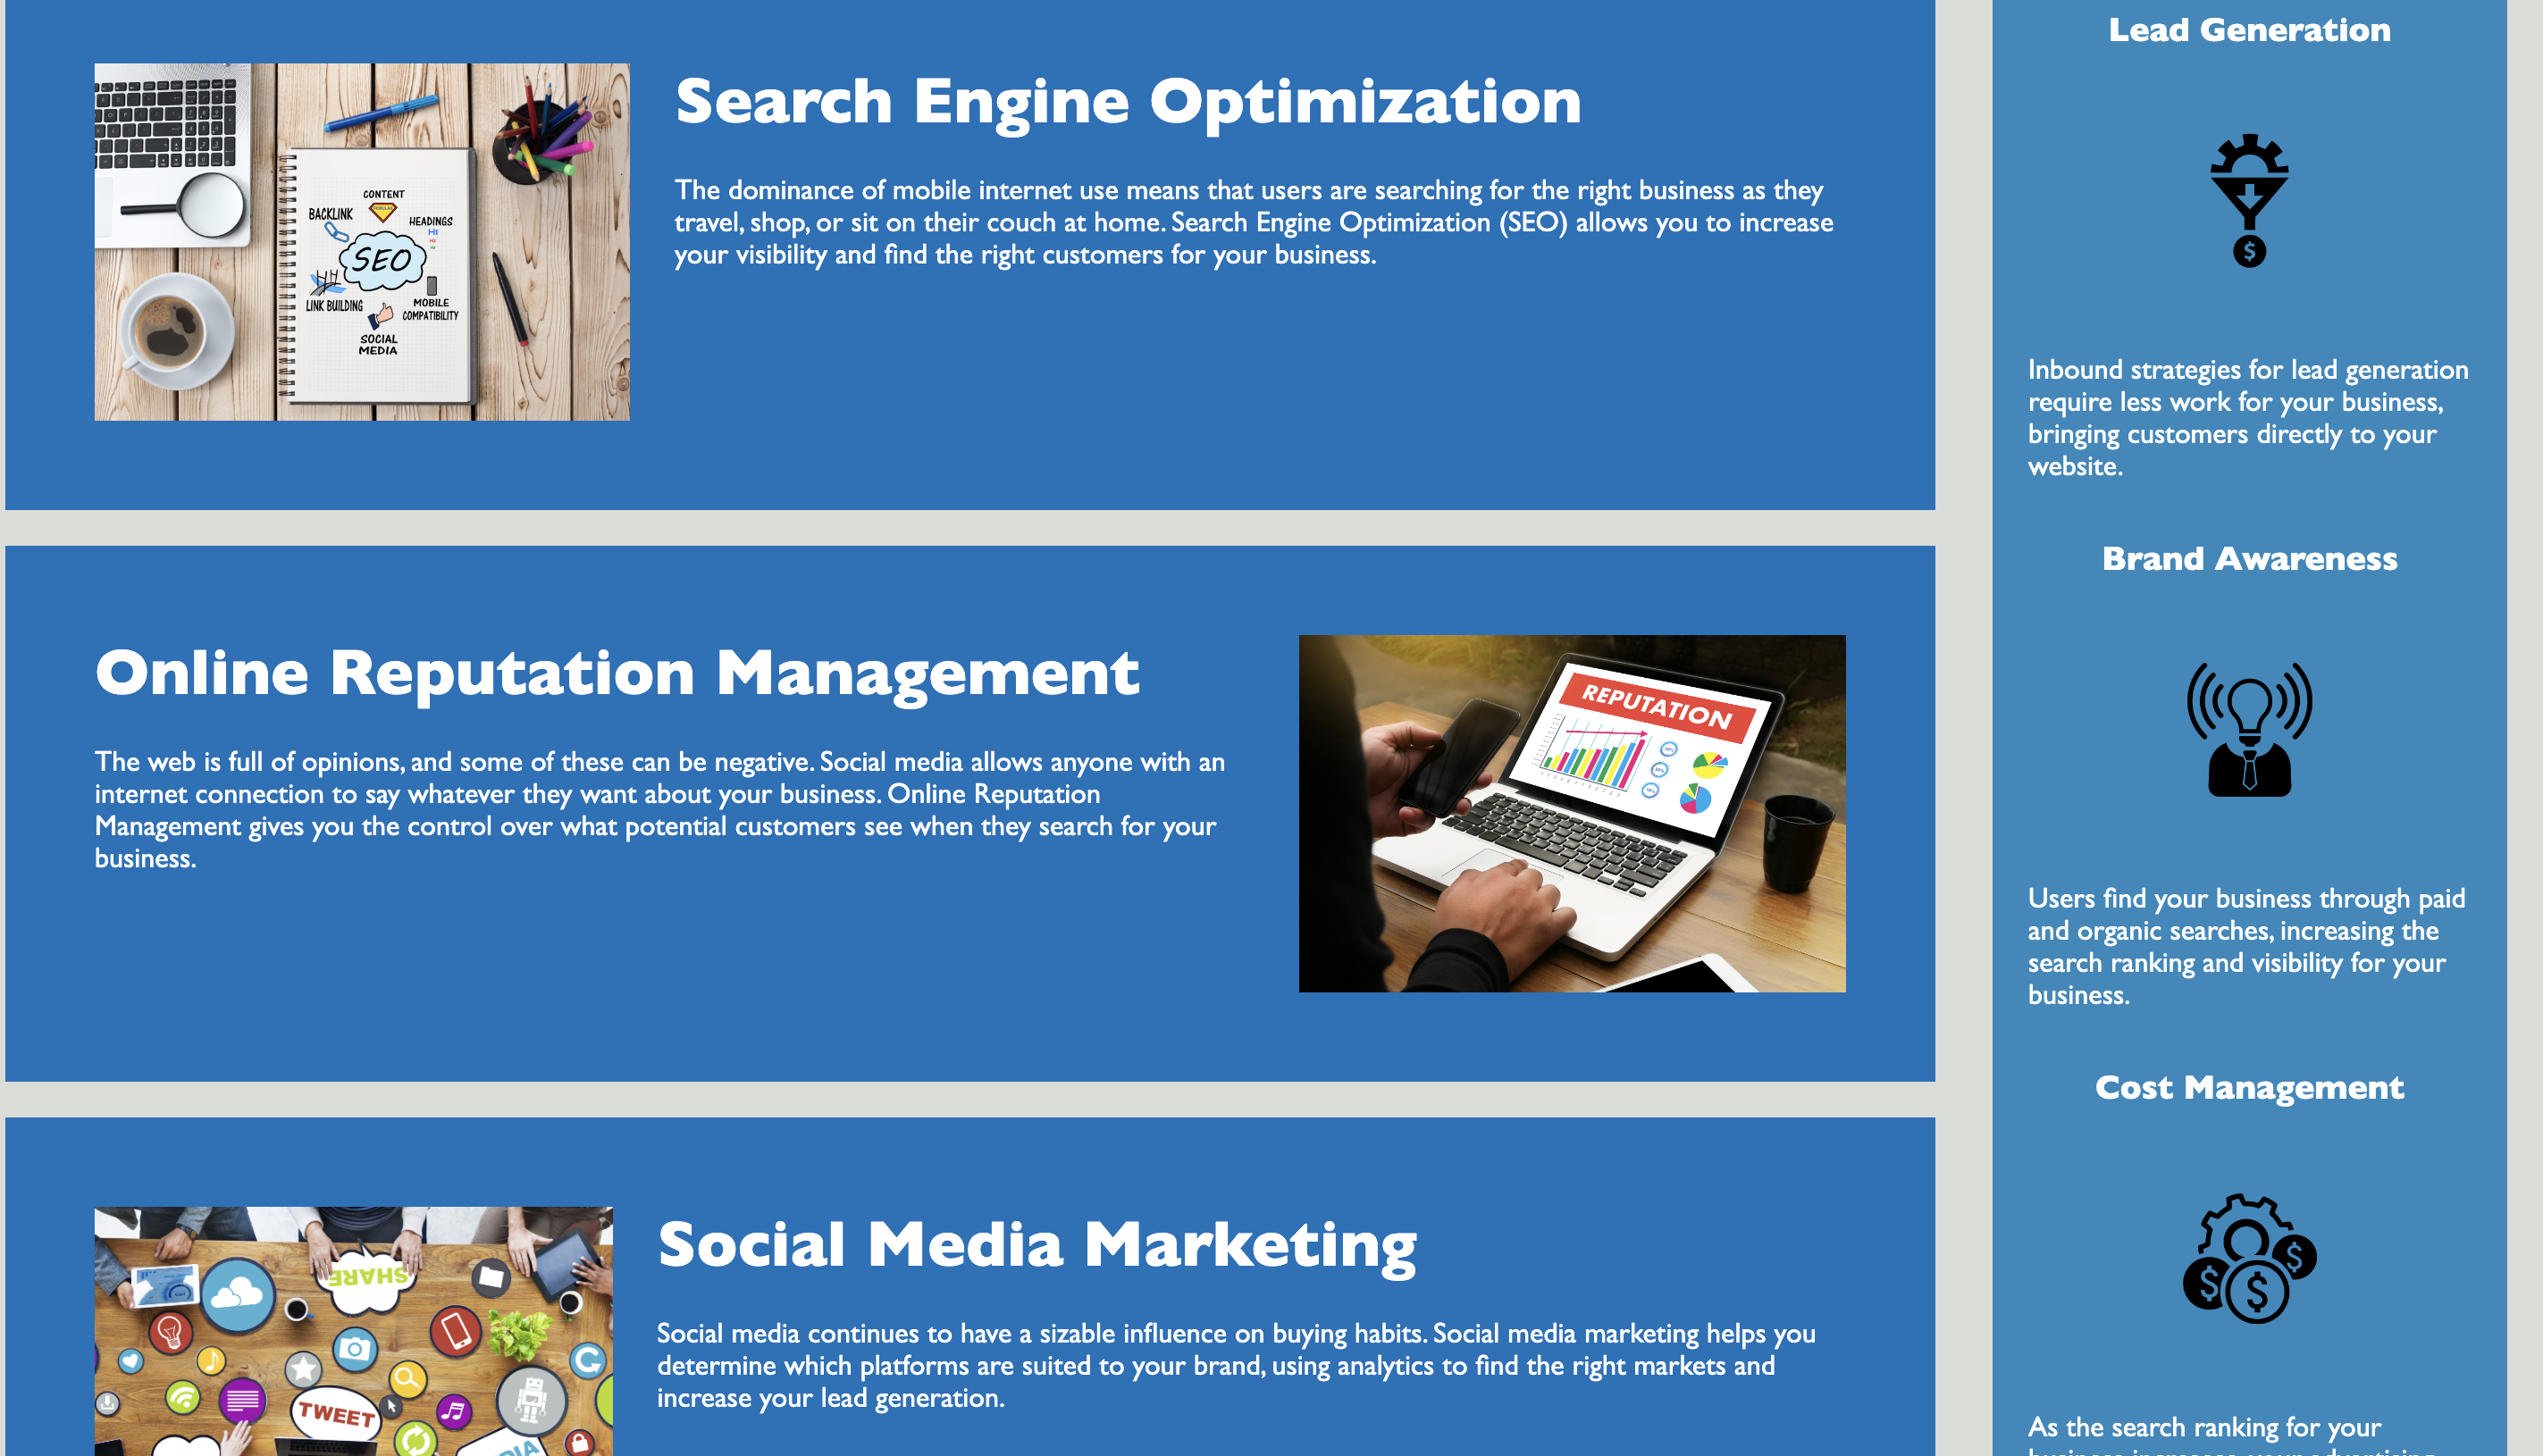 Search Engine Optimization
The dominance of mobile internet use means that users are searching for the right business as they
travel, shop, or sit on their couch at home. Search Engine Optimization (SEO) allows you to increase
your visibility and find the right customers for your business.
CONTENT
BACKLINK
HEADINGS
H1
SEO
LINK BUILDING
MOBILE
COMPATIBILITY
SOCIAL
MEDIA
Online Reputation Management
The web is full of opinions, and some of these can be negative. Social media allows anyone with an
internet connection to say whatever they want about your business. Online Reputation
Management gives you the control over what potential customers see when they search for your
business.
REPUTATION
Social Media Marketing
Social media continues to have a sizable influence on buying habits. Social media marketing helps you
determine which platforms are suited to your brand, using analytics to find the right markets and
increase your lead generation.
SHARE
TWEET
Lead Generation
$
Inbound strategies for lead generation
require less work for your business,
bringing customers directly to your
website.
Brand Awareness
Users find your business through paid
and organic searches, increasing the
search ranking and visibility for your
business.
Cost Management
$
$
$
As the search ranking for your